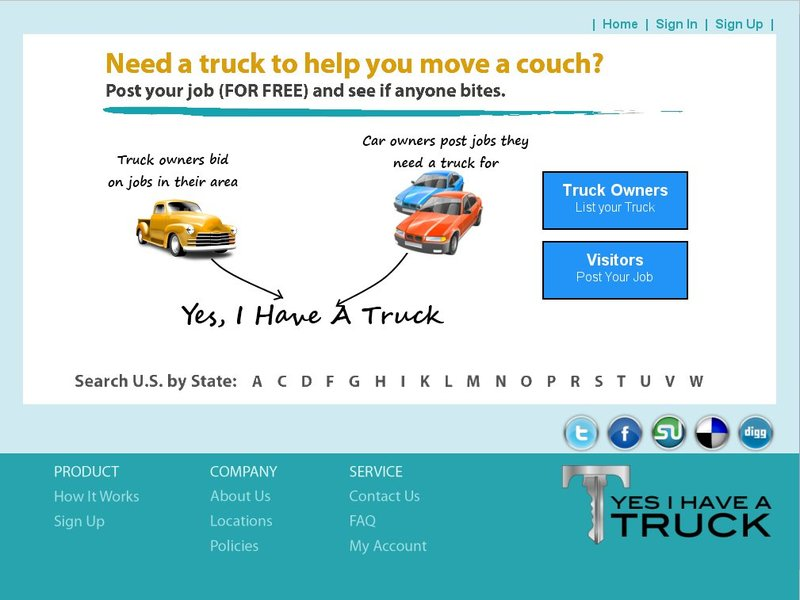 | Home | Sign In | Sign Up |
Need a truck to help you move a couch?
Post your job (FOR FREE) and see if anyone bites.
Car owners post jobs they
need a truck for
Truck owners bid
on jobs in their area
Truck Owners
List your Truck
Visitors
Post Your Job
Yes, I Have A Truck
Search U.S. by State: A C D F G H I K L M N O P R S T U V W
t f SU digg
PRODUCT
How It Works
Sign Up
COMPANY
About Us
Locations
Policies
SERVICE
Contact Us
FAQ
My Account
YES I HAVE A
TRUCK